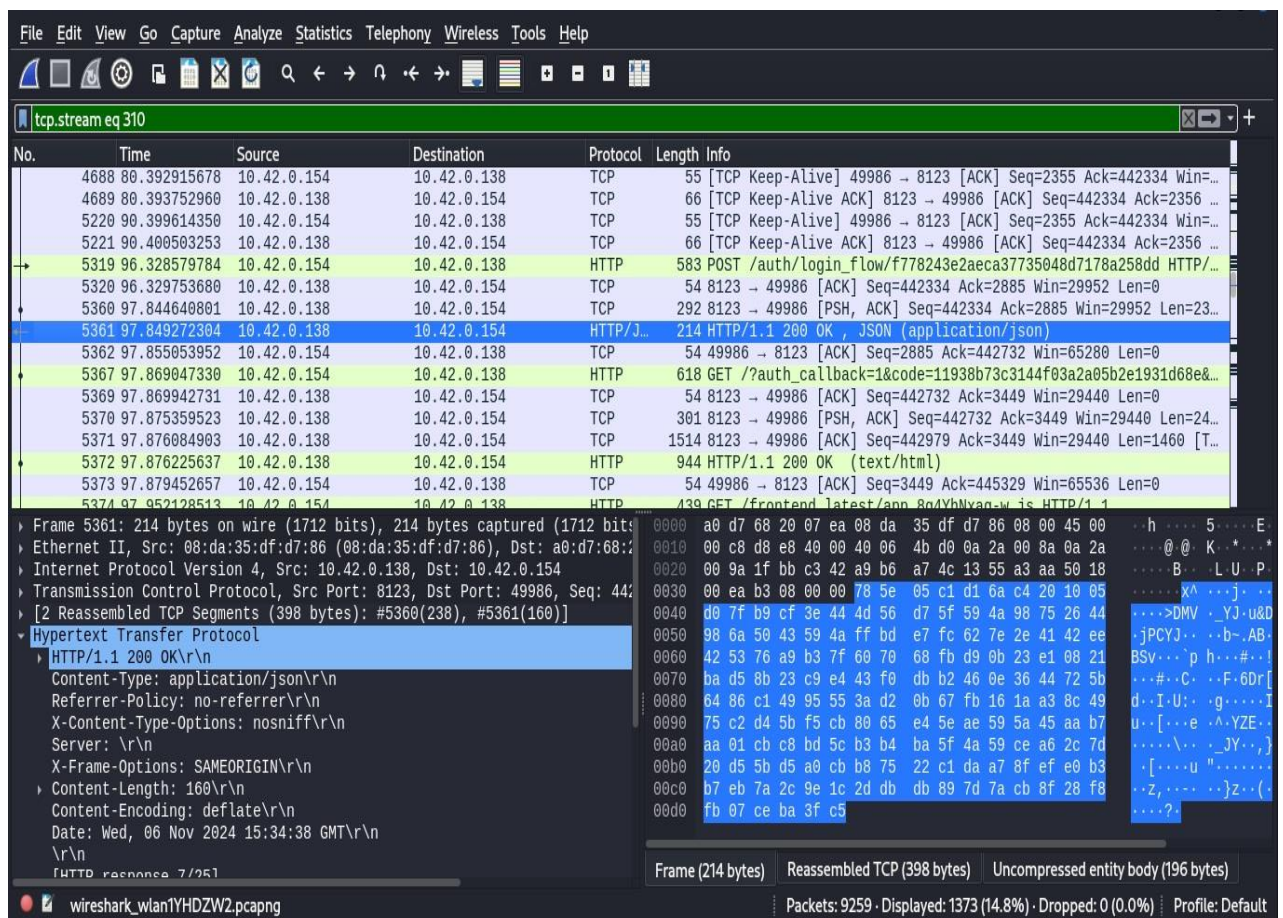 File Edit View Go Capture Analyze Statistics Telephony Wireless Tools Help
tcp.stream eq 310
No. Time Source Destination Protocol Length Info
4688 80.392915678 10.42.0.154 10.42.0.138 TCP 55 [TCP Keep-Alive] 49986 → 8123 [ACK] Seq=2355 Ack=442334 Win=…
4689 80.393752960 10.42.0.138 10.42.0.154 TCP 66 [TCP Keep-Alive ACK] 8123 → 49986 [ACK] Seq=442334 Ack=2356 …
5220 90.399614350 10.42.0.154 10.42.0.138 TCP 55 [TCP Keep-Alive] 49986 → 8123 [ACK] Seq=2355 Ack=442334 Win=…
5221 90.400503253 10.42.0.138 10.42.0.154 TCP 66 [TCP Keep-Alive ACK] 8123 → 49986 [ACK] Seq=442334 Ack=2356 …
5319 96.328579784 10.42.0.154 10.42.0.138 HTTP 583 POST /auth/login_flow/f778243e2aeca37735048d7178a258dd HTTP/…
5320 96.329753680 10.42.0.138 10.42.0.154 TCP 54 8123 → 49986 [ACK] Seq=442334 Ack=2885 Win=29952 Len=0
5360 97.844640801 10.42.0.138 10.42.0.154 TCP 292 8123 → 49986 [PSH, ACK] Seq=442334 Ack=2885 Win=29952 Len=23…
5361 97.849272304 10.42.0.138 10.42.0.154 HTTP/J… 214 HTTP/1.1 200 OK , JSON (application/json)
5362 97.855053952 10.42.0.154 10.42.0.138 TCP 54 49986 → 8123 [ACK] Seq=2885 Ack=442732 Win=65280 Len=0
5367 97.869047330 10.42.0.154 10.42.0.138 HTTP 618 GET /?auth_callback=1&code=11938b73c3144f03a2a05b2e1931d68e&…
5369 97.869942731 10.42.0.138 10.42.0.154 TCP 54 8123 → 49986 [ACK] Seq=442732 Ack=3449 Win=29440 Len=0
5370 97.875359523 10.42.0.138 10.42.0.154 TCP 301 8123 → 49986 [PSH, ACK] Seq=442732 Ack=3449 Win=29440 Len=24…
5371 97.876084903 10.42.0.138 10.42.0.154 TCP 1514 8123 → 49986 [ACK] Seq=442979 Ack=3449 Win=29440 Len=1460 [T…
5372 97.876225637 10.42.0.138 10.42.0.154 HTTP 944 HTTP/1.1 200 OK (text/html)
5373 97.879452657 10.42.0.154 10.42.0.138 TCP 54 49986 → 8123 [ACK] Seq=3449 Ack=445329 Win=65536 Len=0
5374 97.952128513 10.42.0.154 10.42.0.138 HTTP 439 GET /frontend_latest/app.8g4YhNxag-w.js HTTP/1.1
Frame 5361: 214 bytes on wire (1712 bits), 214 bytes captured (1712 bits
Ethernet II, Src: 08:da:35:df:d7:86 (08:da:35:df:d7:86), Dst: a0:d7:68:2
Internet Protocol Version 4, Src: 10.42.0.138, Dst: 10.42.0.154
Transmission Control Protocol, Src Port: 8123, Dst Port: 49986, Seq: 442
[2 Reassembled TCP Segments (398 bytes): #5360(238), #5361(160)]
Hypertext Transfer Protocol
HTTP/1.1 200 OK\r\n
Content-Type: application/json\r\n
Referrer-Policy: no-referrer\r\n
X-Content-Type-Options: nosniff\r\n
Server: \r\n
X-Frame-Options: SAMEORIGIN\r\n
Content-Length: 160\r\n
Content-Encoding: deflate\r\n
Date: Wed, 06 Nov 2024 15:34:38 GMT\r\n
\r\n
[HTTP response 7/25]
0000 a0 d7 68 20 07 ea 08 da 35 df d7 86 08 00 45 00 ··h ···· 5·····E·
0010 00 c8 d8 e8 40 00 40 06 4b d0 0a 2a 00 8a 0a 2a ····@·@· K··*···*
0020 00 9a 1f bb c3 42 a9 b6 a7 4c 13 55 a3 aa 50 18 ·····B·· ·L·U··P·
0030 00 ea b3 08 00 00 78 5e 05 c1 d1 6a c4 20 10 05 ······x^ ···j· ··
0040 d0 7f b9 cf 3e 44 4d 56 d7 5f 59 4a 98 75 26 44 ····>DMV ·_YJ·u&D
0050 98 6a 50 43 59 4a ff bd e7 fc 62 7e 2e 41 42 ee ·jPCYJ·· ··b~.AB·
0060 42 53 76 a9 b3 7f 60 70 68 fb d9 0b 23 e1 08 21 BSv···`p h···#··!
0070 ba d5 8b 23 c9 e4 43 f0 db b2 46 0e 36 44 72 5b ···#··C· ··F·6Dr[
0080 64 86 c1 49 95 55 3a d2 0b 67 fb 16 1a a3 8c 49 d··I·U:· ·g·····I
0090 75 c2 d4 5b f5 cb 80 65 e4 5e ae 59 5a 45 aa b7 u··[···e ·^·YZE··
00a0 aa 01 cb c8 bd 5c b3 b4 ba 5f 4a 59 ce a6 2c 7d ·····\·· ·_JY··,}
00b0 20 d5 5b d5 a0 cb b8 75 22 c1 da a7 8f ef e0 b3 ·[····u "·······
00c0 b7 eb 7a 2c 9e 1c 2d db db 89 7d 7a cb 8f 28 f8 ··z,··-· ··}z··(·
00d0 fb 07 ce ba 3f c5 ····?·
Frame (214 bytes) Reassembled TCP (398 bytes) Uncompressed entity body (196 bytes)
wireshark_wlan1YHDZW2.pcapng Packets: 9259 · Displayed: 1373 (14.8%) · Dropped: 0 (0.0%) Profile: Default